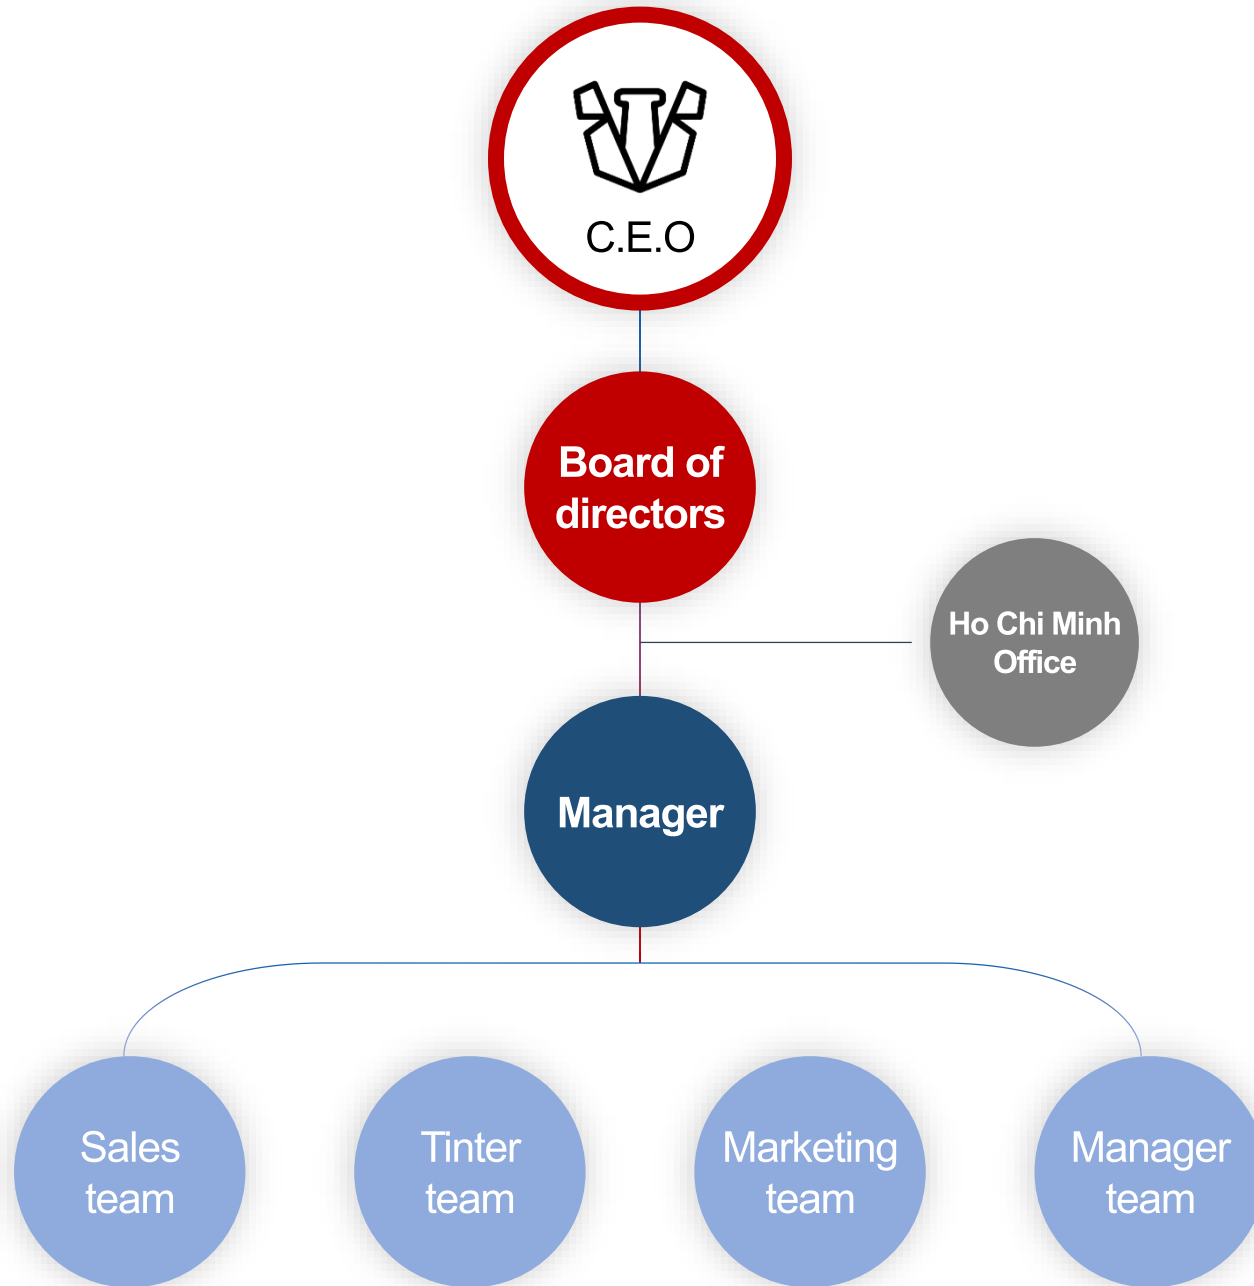 C.E.O
Board of
directors
Ho Chi Minh
Office
Manager
Sales
team
Tinter
team
Marketing
team
Manager
team